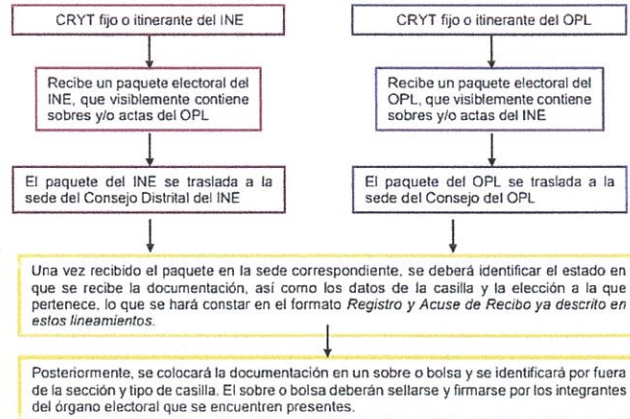 CRYT fijo o itinerante del INE
CRYT fijo o itinerante del OPL
Recibe un paquete electoral del
INE, que visiblemente contiene
sobres y/o actas del OPL
Recibe un paquete electoral del
OPL, que visiblemente contiene
sobres y/o actas del INE
El paquete del INE se traslada a la
sede del Consejo Distrital del INE
El paquete del OPL se traslada a la
sede del Consejo del OPL
Una vez recibido el paquete en la sede correspondiente, se deberá identificar el estado en
que se recibe la documentación, así como los datos de la casilla y la elección a la que
pertenece, lo que se hará constar en el formato Registro y Acuse de Recibo ya descrito en
estos lineamientos.
Posteriormente, se colocará la documentación en un sobre o bolsa y se identificará por fuera
de la sección y tipo de casilla. El sobre o bolsa deberán sellarse y firmarse por los integrantes
del órgano electoral que se encuentren presentes.